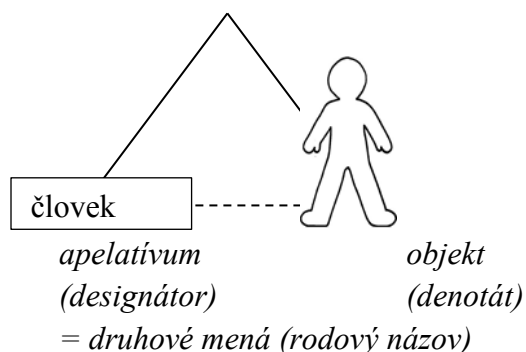 človek
apelatívum objekt
(designátor) (denotát)
= druhové mená (rodový názov)